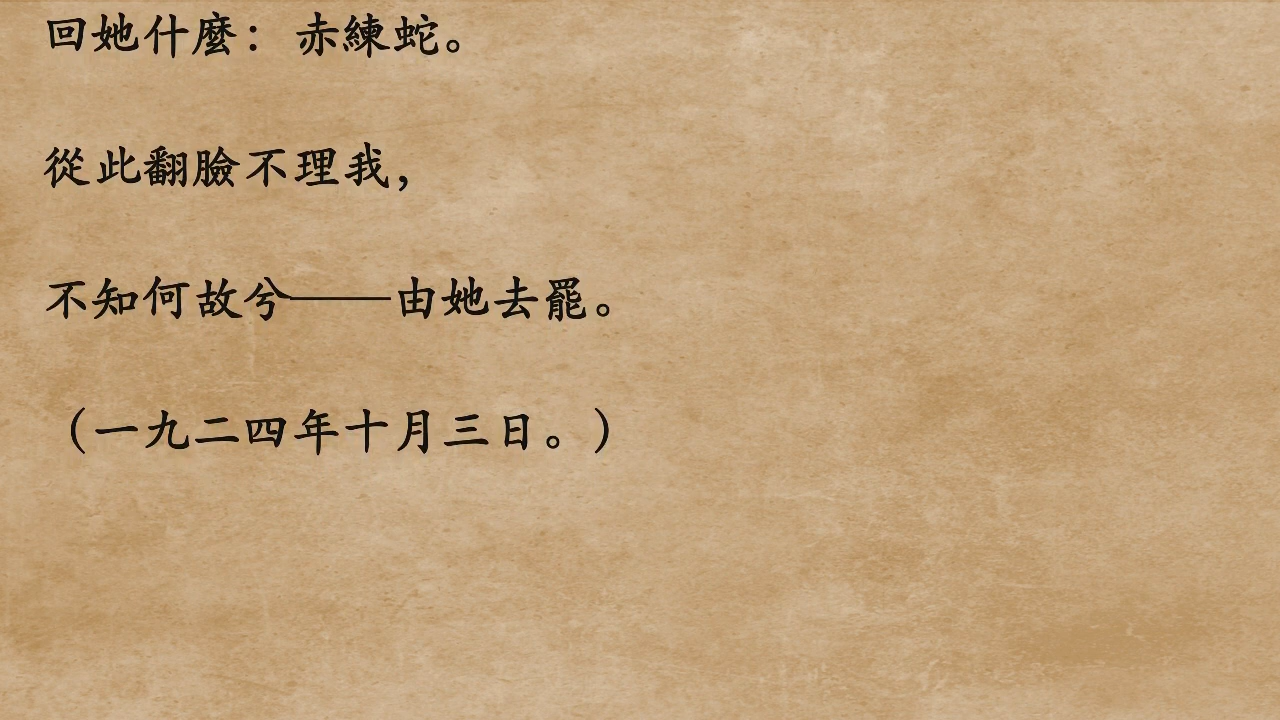 回她什麼：赤練蛇。
從此翻臉不理我，
不知何故兮——由她去罷。
（一九二四年十月三日。）